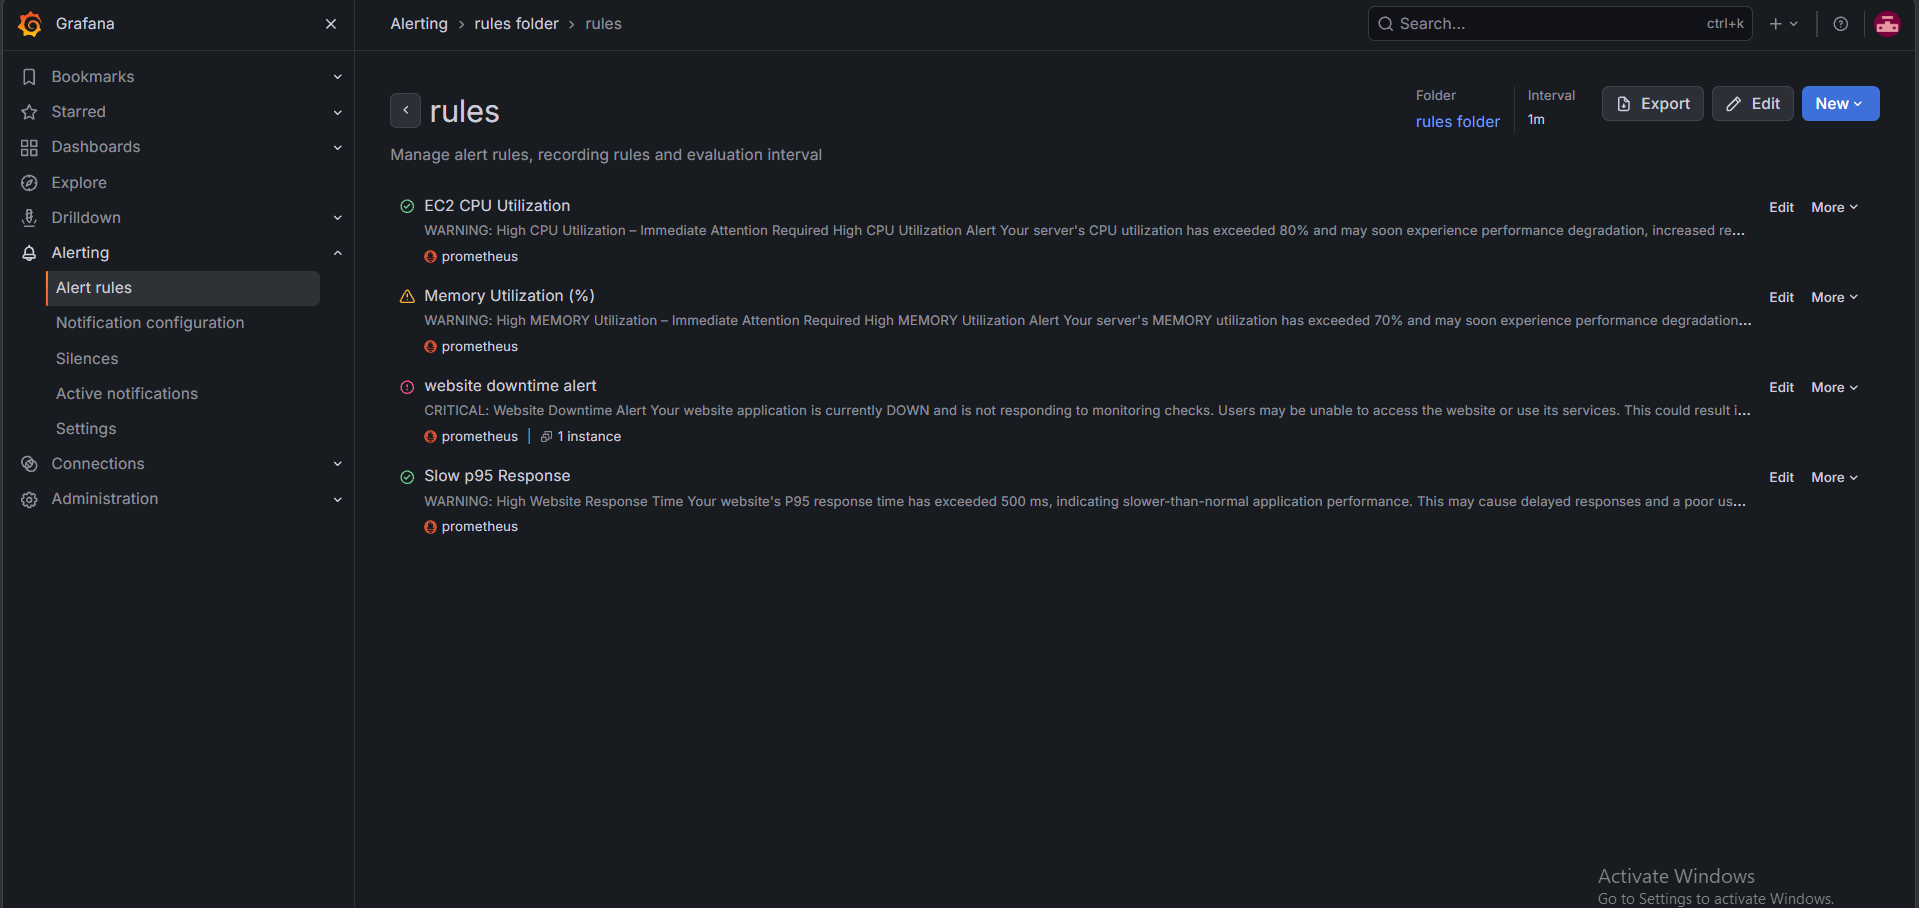 Grafana
Alerting › rules folder › rules
Search...
ctrl+k
Bookmarks
Starred
Dashboards
Explore
Drilldown
Alerting
Alert rules
Notification configuration
Silences
Active notifications
Settings
Connections
Administration
rules
Manage alert rules, recording rules and evaluation interval
Folder
rules folder
Interval
1m
Export
Edit
New
EC2 CPU Utilization
WARNING: High CPU Utilization – Immediate Attention Required High CPU Utilization Alert Your server's CPU utilization has exceeded 80% and may soon experience performance degradation, increased re...
prometheus
Edit
More
Memory Utilization (%)
WARNING: High MEMORY Utilization – Immediate Attention Required High MEMORY Utilization Alert Your server's MEMORY utilization has exceeded 70% and may soon experience performance degradation...
prometheus
Edit
More
website downtime alert
CRITICAL: Website Downtime Alert Your website application is currently DOWN and is not responding to monitoring checks. Users may be unable to access the website or use its services. This could result i...
prometheus | 1 instance
Edit
More
Slow p95 Response
WARNING: High Website Response Time Your website's P95 response time has exceeded 500 ms, indicating slower-than-normal application performance. This may cause delayed responses and a poor us...
prometheus
Edit
More
Activate Windows
Go to Settings to activate Windows.